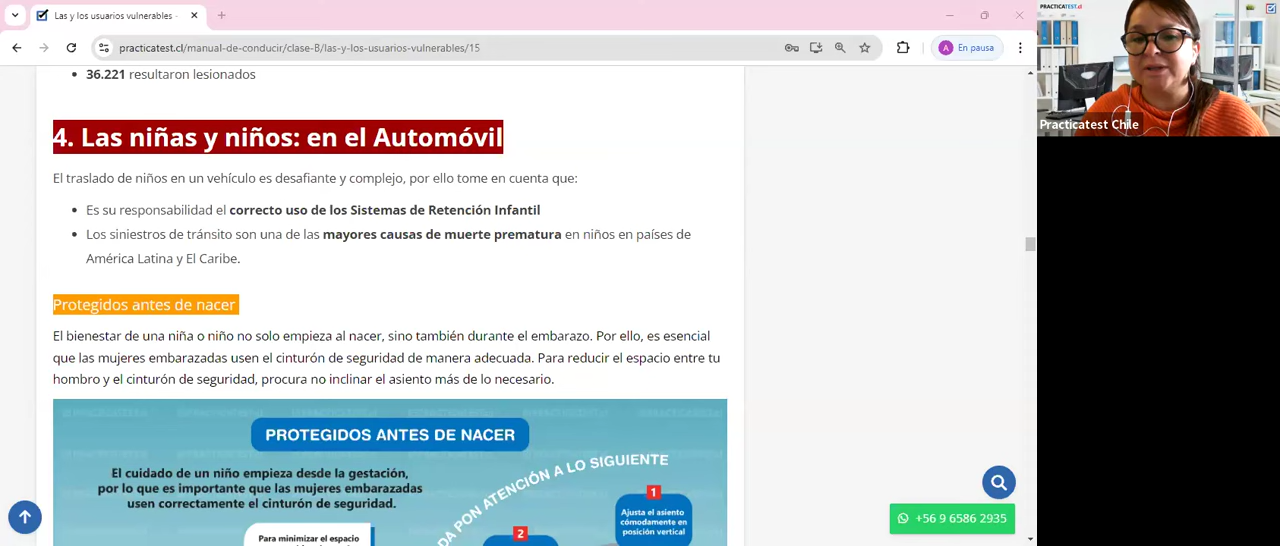 Las y los usuarios vulnerables -
practicatest.cl/manual-de-conducir/clase-B/las-y-los-usuarios-vulnerables/15
A
En pausa
PRACTICATEST.cl
Practicatest Chile
36.221 resultaron lesionados
4. Las niñas y niños: en el Automóvil
El traslado de niños en un vehículo es desafiante y complejo, por ello tome en cuenta que:
Es su responsabilidad el correcto uso de los Sistemas de Retención Infantil
Los siniestros de tránsito son una de las mayores causas de muerte prematura en niños en países de
América Latina y El Caribe.
Protegidos antes de nacer
El bienestar de una niña o niño no solo empieza al nacer, sino también durante el embarazo. Por ello, es esencial
que las mujeres embarazadas usen el cinturón de seguridad de manera adecuada. Para reducir el espacio entre tu
hombro y el cinturón de seguridad, procura no inclinar el asiento más de lo necesario.
PROTEGIDOS ANTES DE NACER
El cuidado de un niño empieza desde la gestación,
por lo que es importante que las mujeres embarazadas
usen correctamente el cinturón de seguridad.
Para minimizar el espacio
DA PON ATENCIÓN A LO SIGUIENTE
1
Ajusta el asiento
cómodamente en
posición vertical
2
+56 9 6586 2935